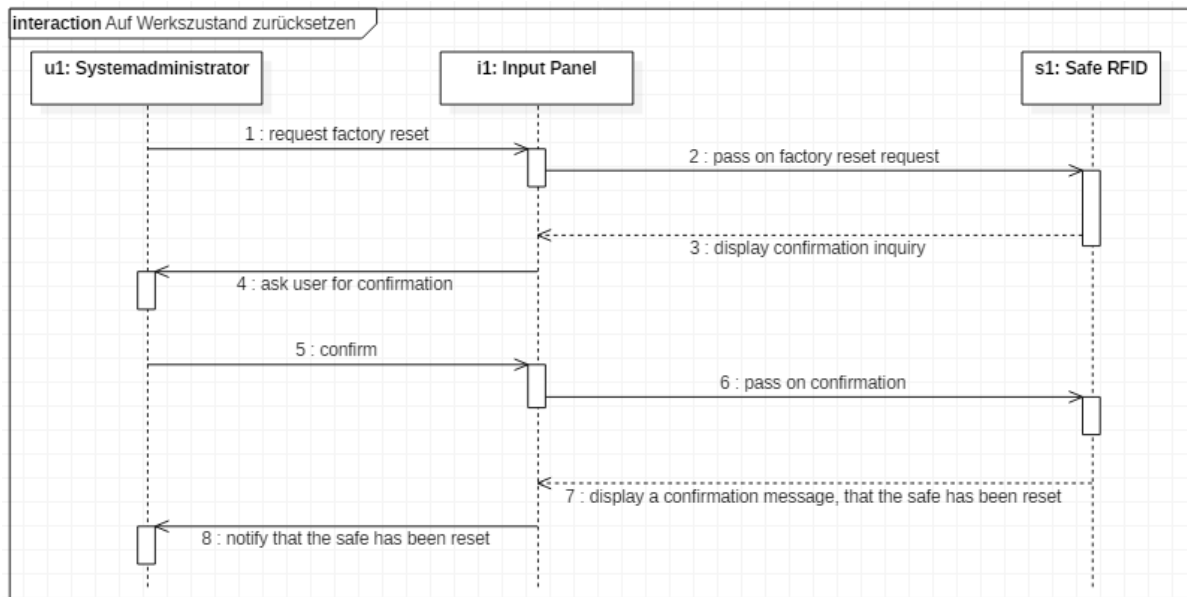 interaction Auf Werkszustand zurücksetzen
u1: Systemadministrator
i1: Input Panel
s1: Safe RFID
1 : request factory reset
2 : pass on factory reset request
3 : display confirmation inquiry
4 : ask user for confirmation
5 : confirm
6 : pass on confirmation
7 : display a confirmation message, that the safe has been reset
8 : notify that the safe has been reset